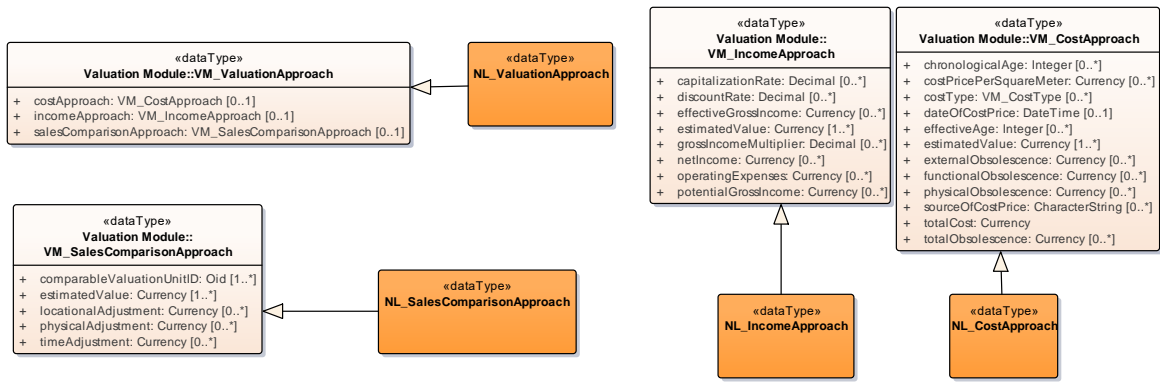 «dataType»
Valuation Module::VM_ValuationApproach
+ costApproach: VM_CostApproach [0..1]
+ incomeApproach: VM_IncomeApproach [0..1]
+ salesComparisonApproach: VM_SalesComparisonApproach [0..1]
«dataType»
NL_ValuationApproach
«dataType»
Valuation Module::
VM_IncomeApproach
+ capitalizationRate: Decimal [0..*]
+ discountRate: Decimal [0..*]
+ effectiveGrossIncome: Currency [0..*]
+ estimatedValue: Currency [1..*]
+ grossIncomeMultiplier: Decimal [0..*]
+ netIncome: Currency [0..*]
+ operatingExpenses: Currency [0..*]
+ potentialGrossIncome: Currency [0..*]
«dataType»
Valuation Module::VM_CostApproach
+ chronologicalAge: Integer [0..*]
+ costPricePerSquareMeter: Currency [0..*]
+ costType: VM_CostType [0..*]
+ dateOfCostPrice: DateTime [0..1]
+ effectiveAge: Integer [0..*]
+ estimatedValue: Currency [1..*]
+ externalObsolescence: Currency [0..*]
+ functionalObsolescence: Currency [0..*]
+ physicalObsolescence: Currency [0..*]
+ sourceOfCostPrice: CharacterString [0..*]
+ totalCost: Currency
+ totalObsolescence: Currency [0..*]
«dataType»
Valuation Module::
VM_SalesComparisonApproach
+ comparableValuationUnitID: Oid [1..*]
+ estimatedValue: Currency [1..*]
+ locationalAdjustment: Currency [0..*]
+ physicalAdjustment: Currency [0..*]
+ timeAdjustment: Currency [0..*]
«dataType»
NL_SalesComparisonApproach
«dataType»
NL_IncomeApproach
«dataType»
NL_CostApproach